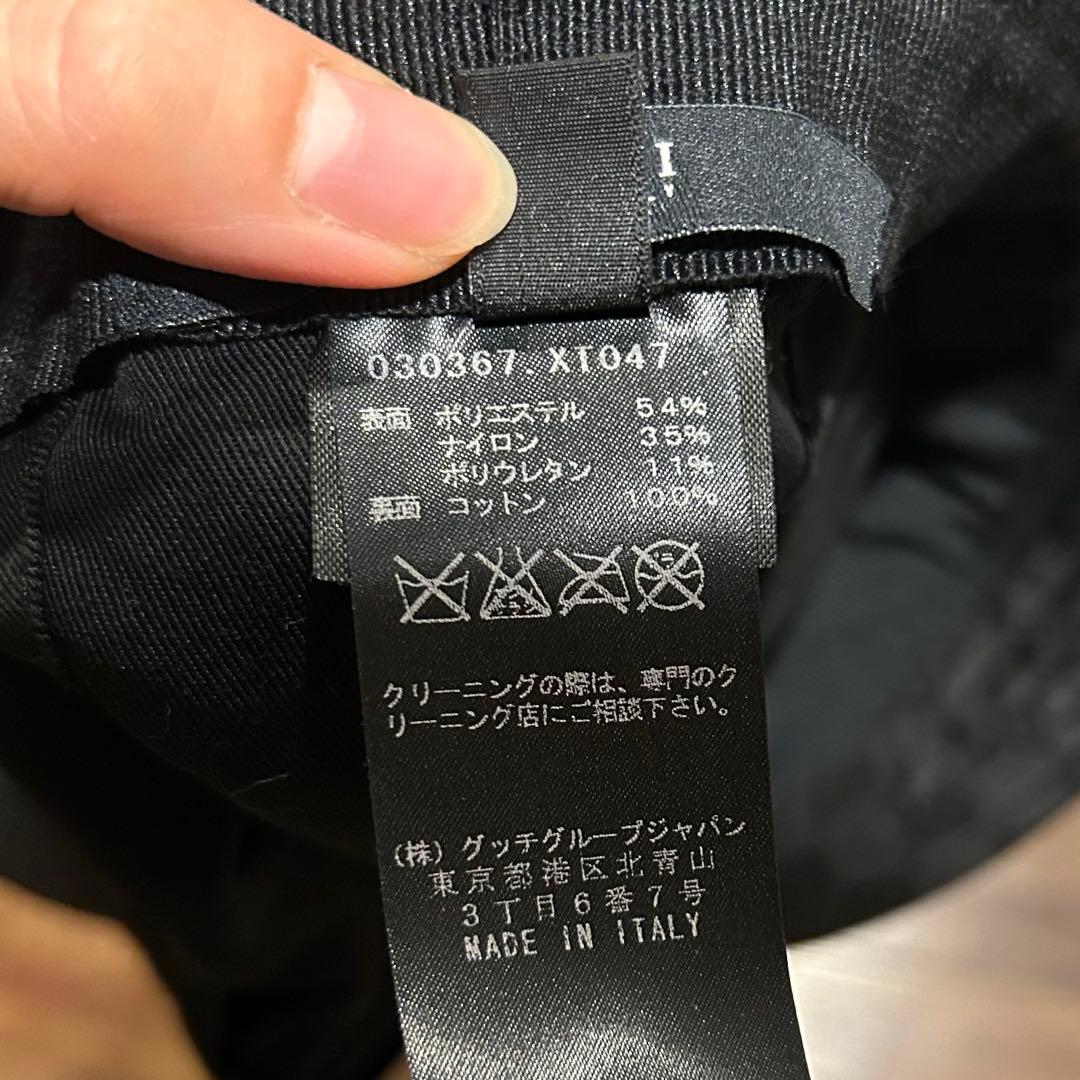 I
030367. XT047
表面 ポリエステル 54%
ナイロン 35%
ポリウレタン 11%
裏面 コットン 100%
クリーニングの際は、専門のク
リーニング店にご相談下さい。
(株) グッチグループジャパン
東京都港区北青山
3丁目6番7号
MADE IN ITALY